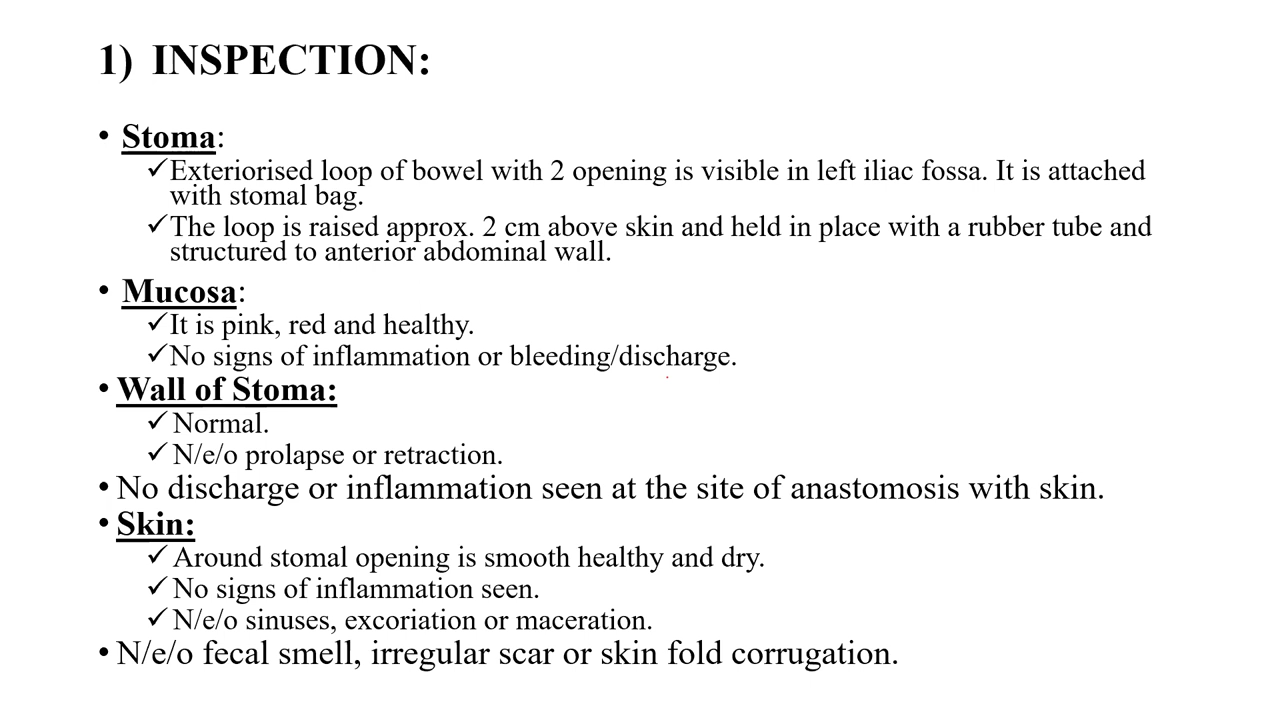 1) INSPECTION:
• Stoma:
✓Exteriorised loop of bowel with 2 opening is visible in left iliac fossa. It is attached
with stomal bag.
✓The loop is raised approx. 2 cm above skin and held in place with a rubber tube and
structured to anterior abdominal wall.
• Mucosa:
✓It is pink, red and healthy.
✓No signs of inflammation or bleeding/discharge.
• Wall of Stoma:
✓ Normal.
✓ N/e/o prolapse or retraction.
• No discharge or inflammation seen at the site of anastomosis with skin.
• Skin:
✓ Around stomal opening is smooth healthy and dry.
✓ No signs of inflammation seen.
✓ N/e/o sinuses, excoriation or maceration.
• N/e/o fecal smell, irregular scar or skin fold corrugation.